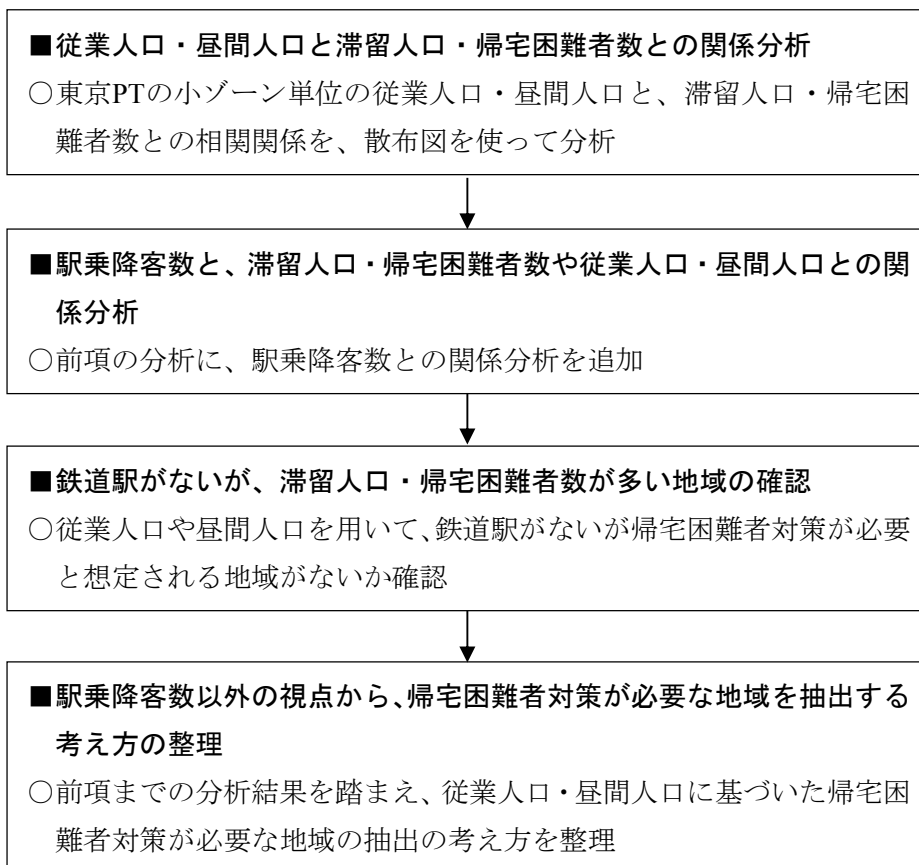 ■従業人口・昼間人口と滞留人口・帰宅困難者数との関係分析
○東京PTの小ゾーン単位の従業人口・昼間人口と、滞留人口・帰宅困
難者数との相関関係を、散布図を使って分析
■駅乗降客数と、滞留人口・帰宅困難者数や従業人口・昼間人口との関
係分析
○前項の分析に、駅乗降客数との関係分析を追加
■鉄道駅がないが、滞留人口・帰宅困難者数が多い地域の確認
○従業人口や昼間人口を用いて、鉄道駅がないが帰宅困難者対策が必要
と想定される地域がないか確認
■駅乗降客数以外の視点から、帰宅困難者対策が必要な地域を抽出する
考え方の整理
○前項までの分析結果を踏まえ、従業人口・昼間人口に基づいた帰宅困
難者対策が必要な地域の抽出の考え方を整理